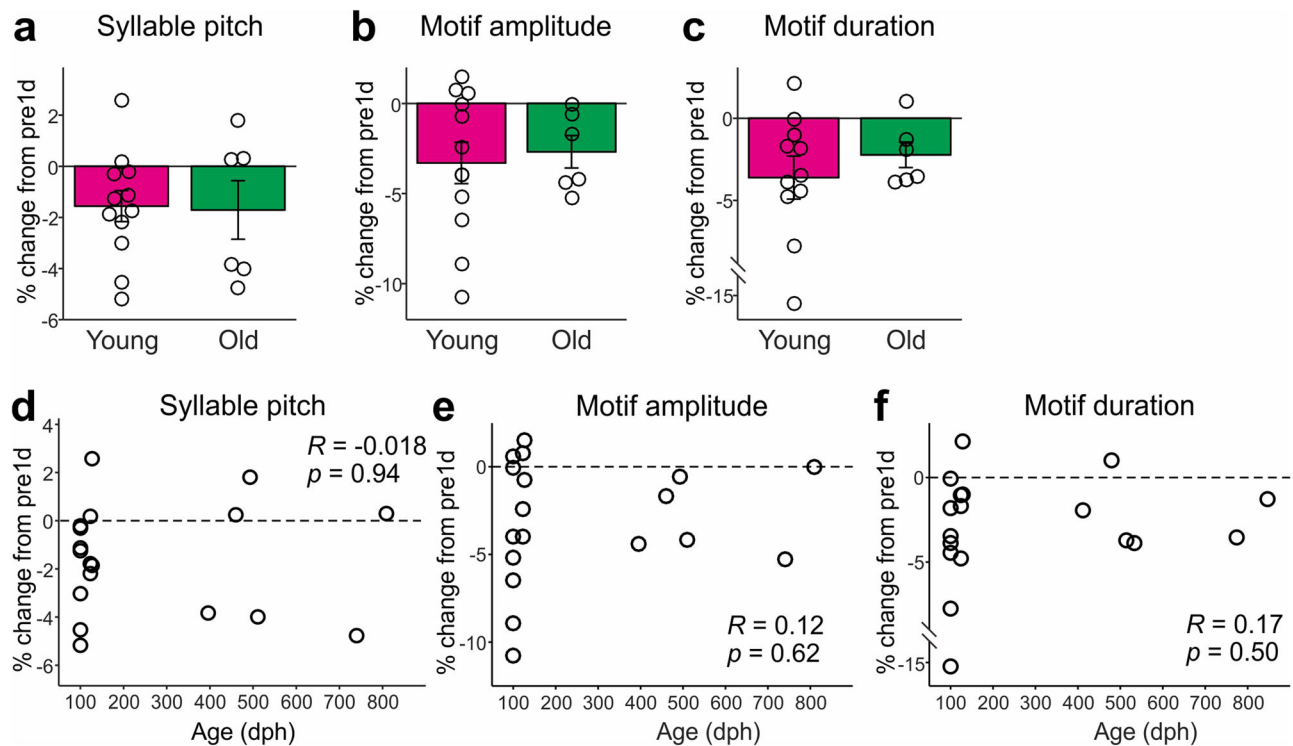 a Syllable pitch
% change from pre1d
2
0
-2
-4
-6
Young Old
b Motif amplitude
% change from pre1d
0
-5
-10
Young Old
c Motif duration
% change from pre1d
0
-5
-15
Young Old
d Syllable pitch
% change from pre1d
4
2
0
-2
-4
-6
R = -0.018
p = 0.94
100 200 300 400 500 600 700 800
Age (dph)
e Motif amplitude
% change from pre1d
0
-5
-10
R = 0.12
p = 0.62
100 200 300 400 500 600 700 800
Age (dph)
f Motif duration
% change from pre1d
0
-5
-15
R = 0.17
p = 0.50
100 200 300 400 500 600 700 800
Age (dph)